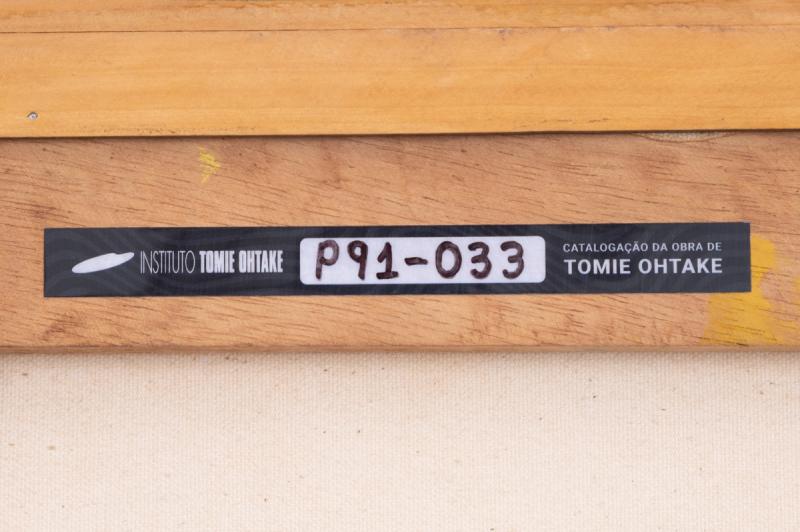 INSTITUTO TOMIE OHTAKE
P91-033
CATALOGAÇÃO DA OBRA DE
TOMIE OHTAKE